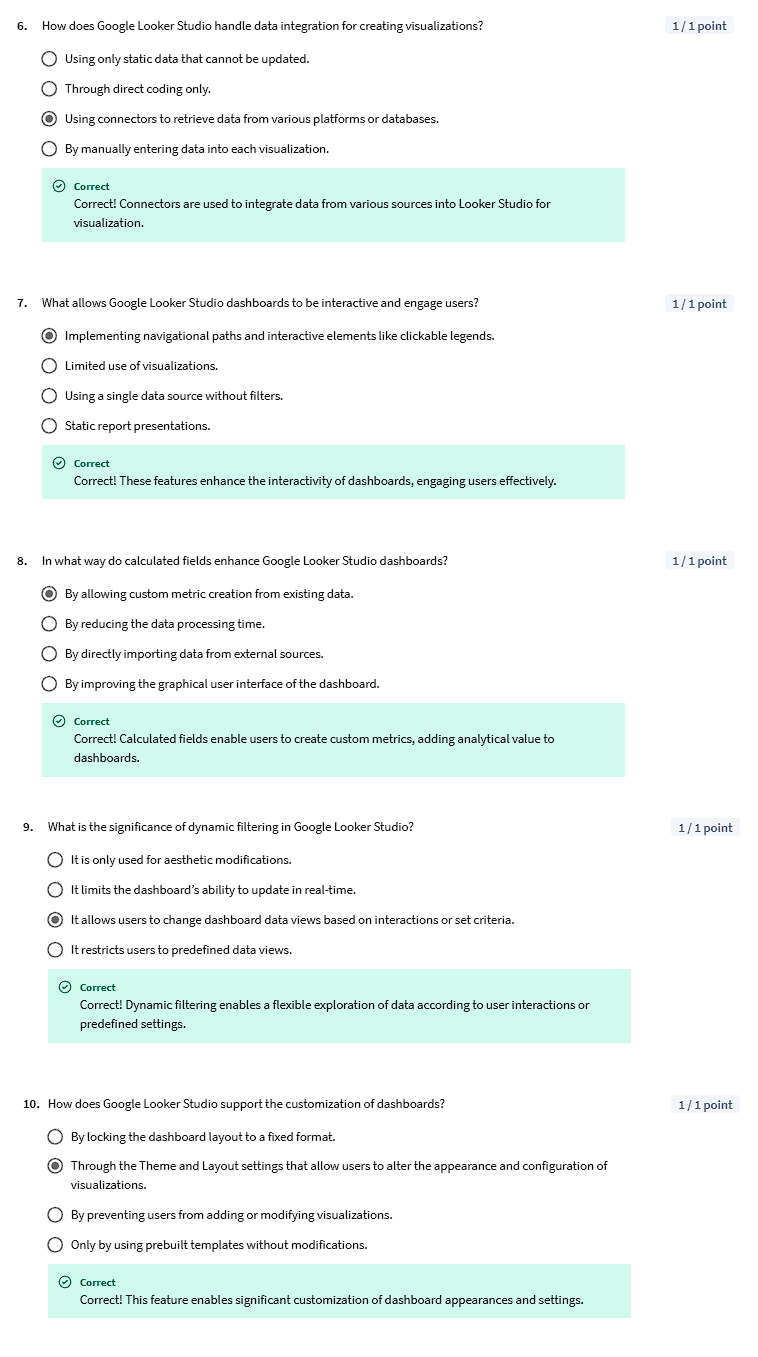 6. How does Google Looker Studio handle data integration for creating visualizations? 1 / 1 point
Using only static data that cannot be updated.
Through direct coding only.
Using connectors to retrieve data from various platforms or databases.
By manually entering data into each visualization.
Correct
Correct! Connectors are used to integrate data from various sources into Looker Studio for
visualization.
7. What allows Google Looker Studio dashboards to be interactive and engage users? 1 / 1 point
Implementing navigational paths and interactive elements like clickable legends.
Limited use of visualizations.
Using a single data source without filters.
Static report presentations.
Correct
Correct! These features enhance the interactivity of dashboards, engaging users effectively.
8. In what way do calculated fields enhance Google Looker Studio dashboards? 1 / 1 point
By allowing custom metric creation from existing data.
By reducing the data processing time.
By directly importing data from external sources.
By improving the graphical user interface of the dashboard.
Correct
Correct! Calculated fields enable users to create custom metrics, adding analytical value to
dashboards.
9. What is the significance of dynamic filtering in Google Looker Studio? 1 / 1 point
It is only used for aesthetic modifications.
It limits the dashboard's ability to update in real-time.
It allows users to change dashboard data views based on interactions or set criteria.
It restricts users to predefined data views.
Correct
Correct! Dynamic filtering enables a flexible exploration of data according to user interactions or
predefined settings.
10. How does Google Looker Studio support the customization of dashboards? 1 / 1 point
By locking the dashboard layout to a fixed format.
Through the Theme and Layout settings that allow users to alter the appearance and configuration of
visualizations.
By preventing users from adding or modifying visualizations.
Only by using prebuilt templates without modifications.
Correct
Correct! This feature enables significant customization of dashboard appearances and settings.